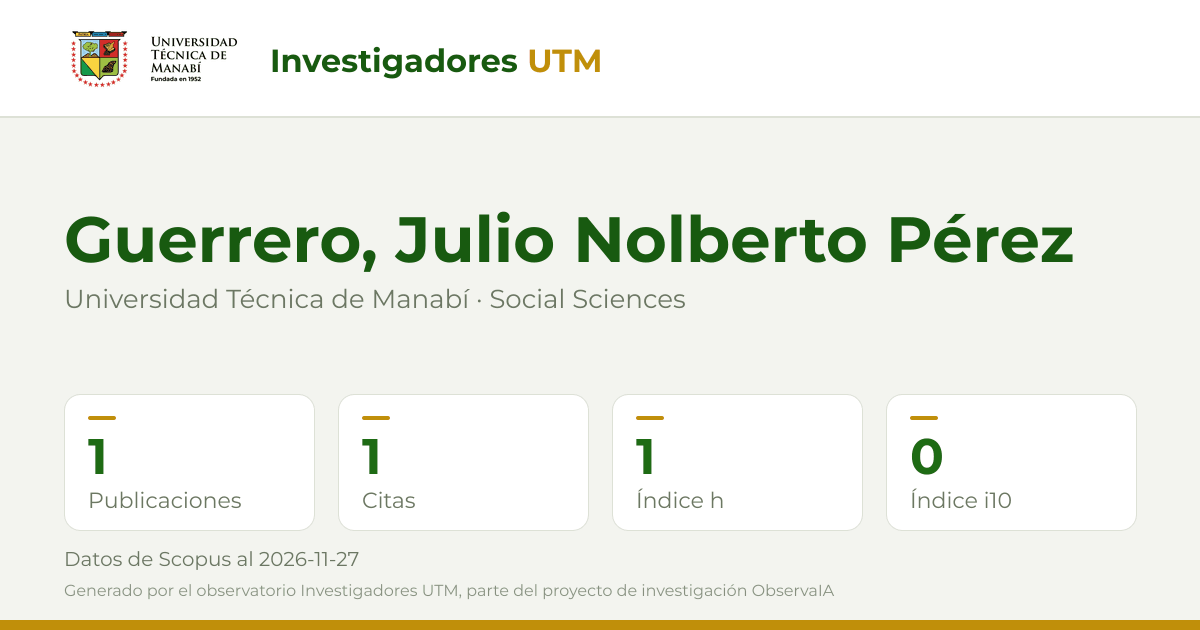 UNIVERSIDAD
TÉCNICA DE
MANABÍ
Fundada en 1952
Investigadores UTM
Guerrero, Julio Nolberto Pérez
Universidad Técnica de Manabí · Social Sciences
1
Publicaciones
1
Citas
1
Índice h
0
Índice i10
Datos de Scopus al 2026-11-27
Generado por el observatorio Investigadores UTM, parte del proyecto de investigación ObservaIA